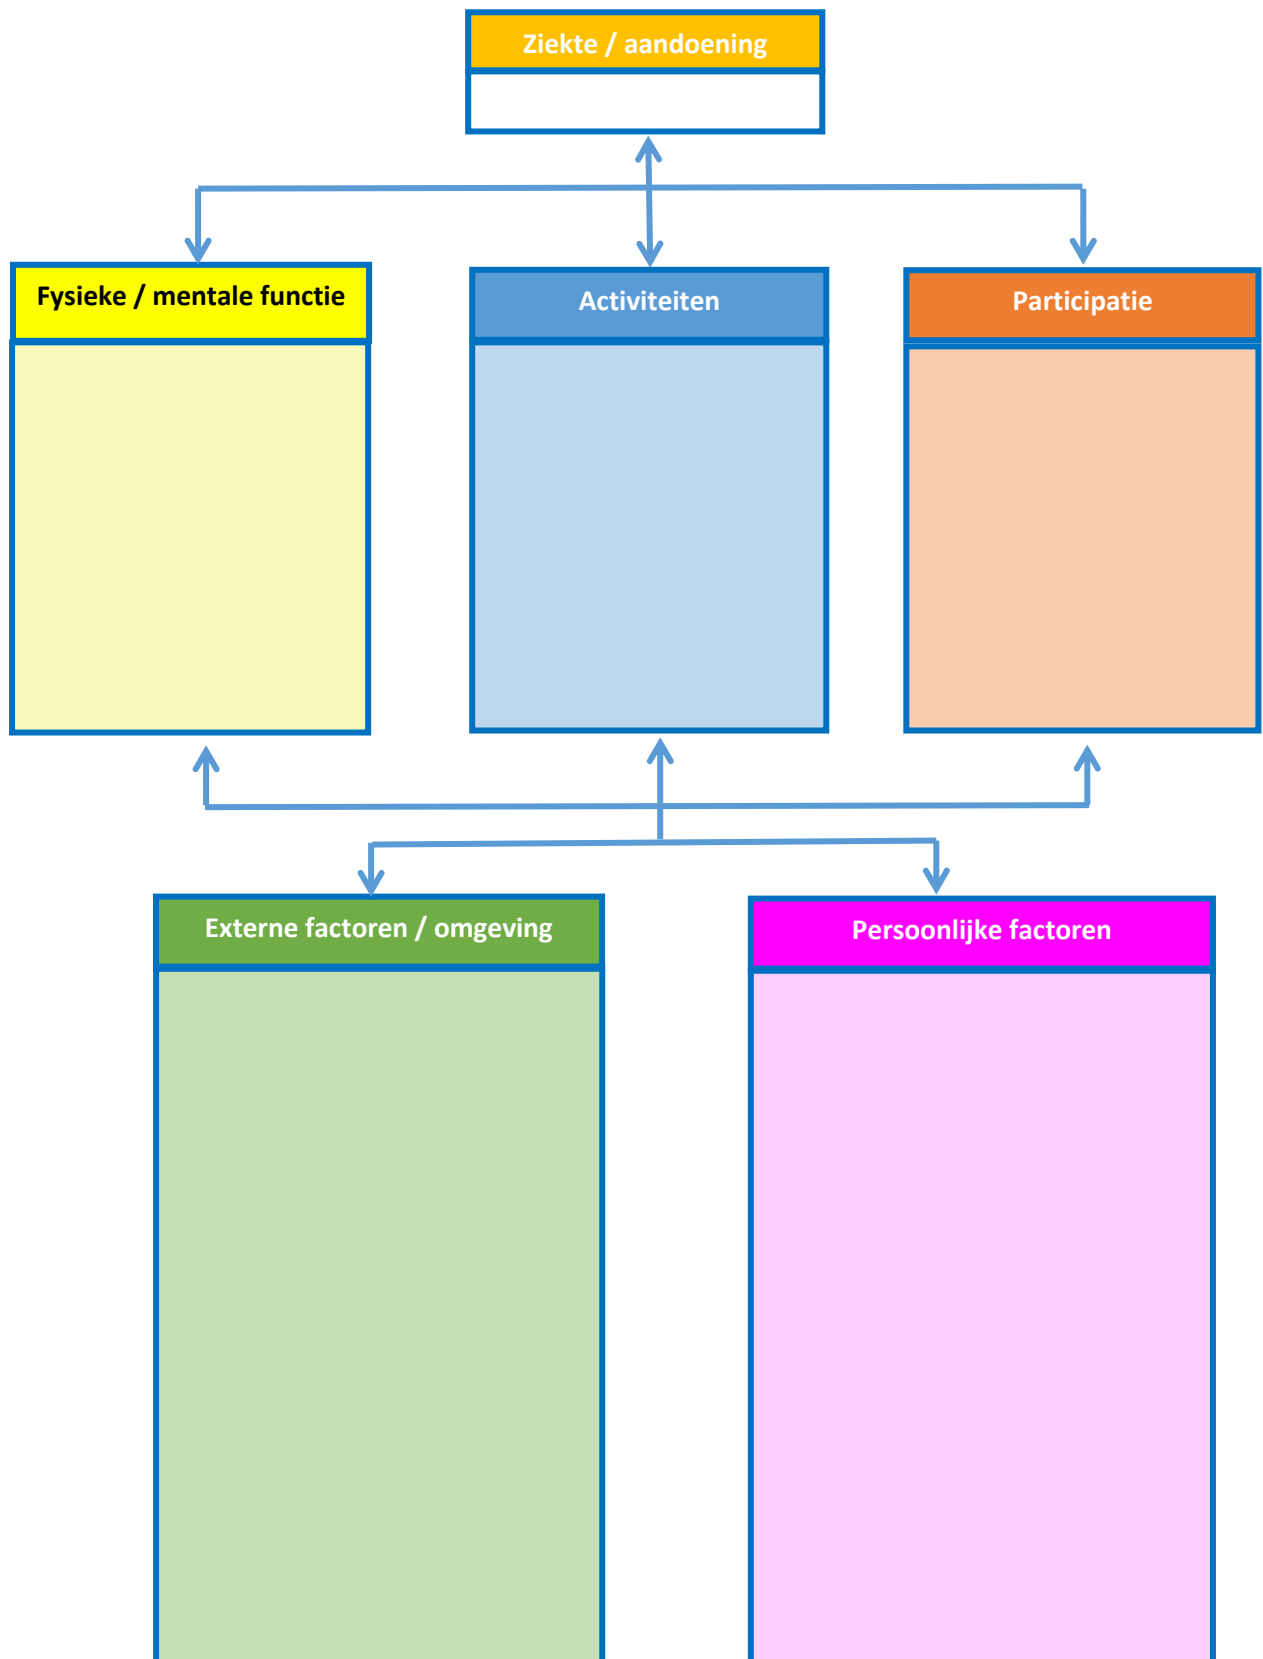 Ziekte / aandoening
Fysieke / mentale functie
Activiteiten
Participatie
Externe factoren / omgeving
Persoonlijke factoren